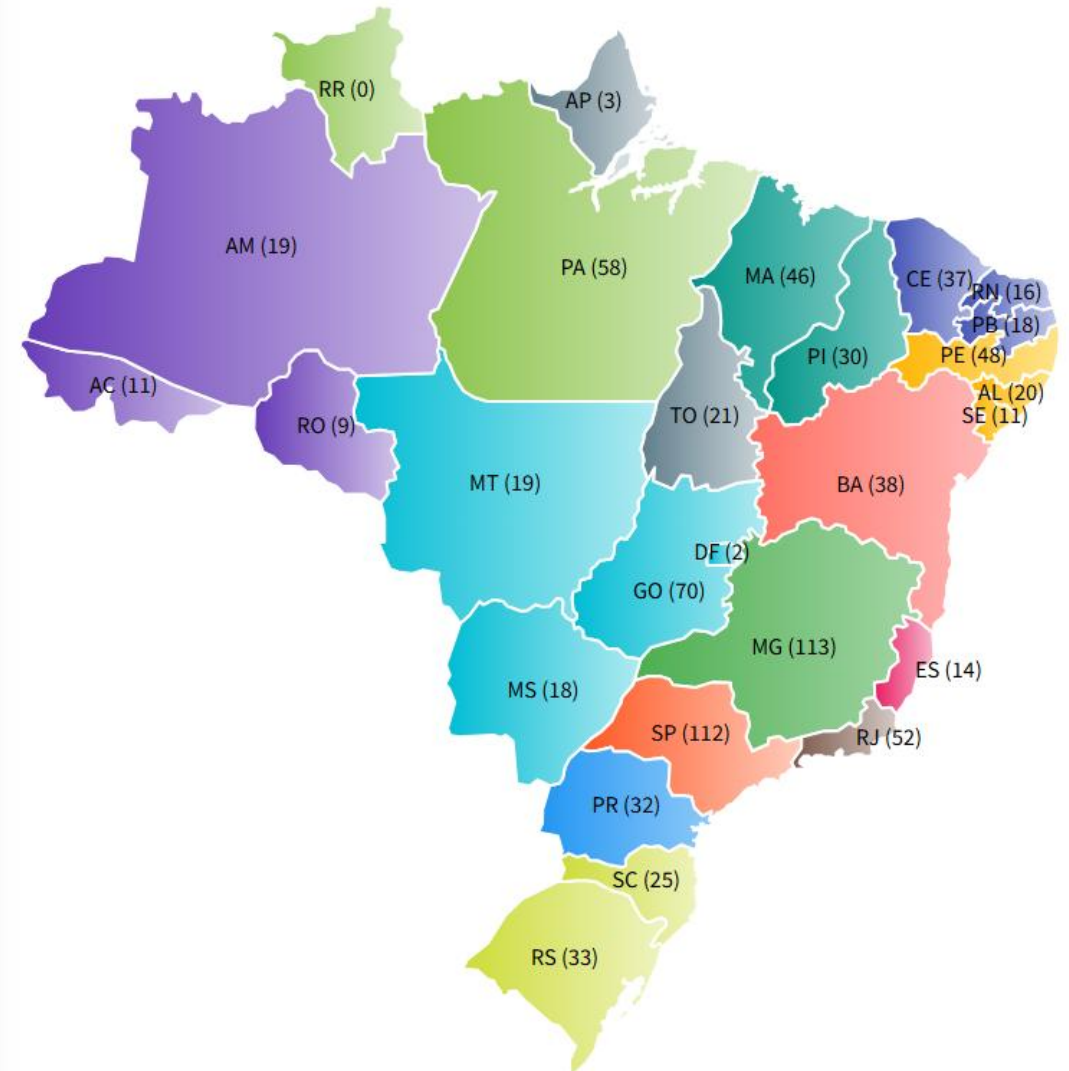 RR (0)
AP (3)
AM (19)
PA (58)
MA (46)
CE (37)
RN (16)
PB (18)
PI (30)
PE (48)
AC (11)
AL (20)
TO (21)
SE (11)
RO (9)
MT (19)
BA (38)
DF (2)
GO (70)
MG (113)
ES (14)
MS (18)
SP (112)
RJ (52)
PR (32)
SC (25)
RS (33)